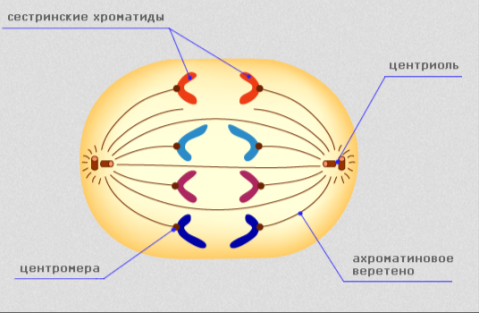 сестринские хроматиды
центриоль
центромера
ахроматиновое
веретено